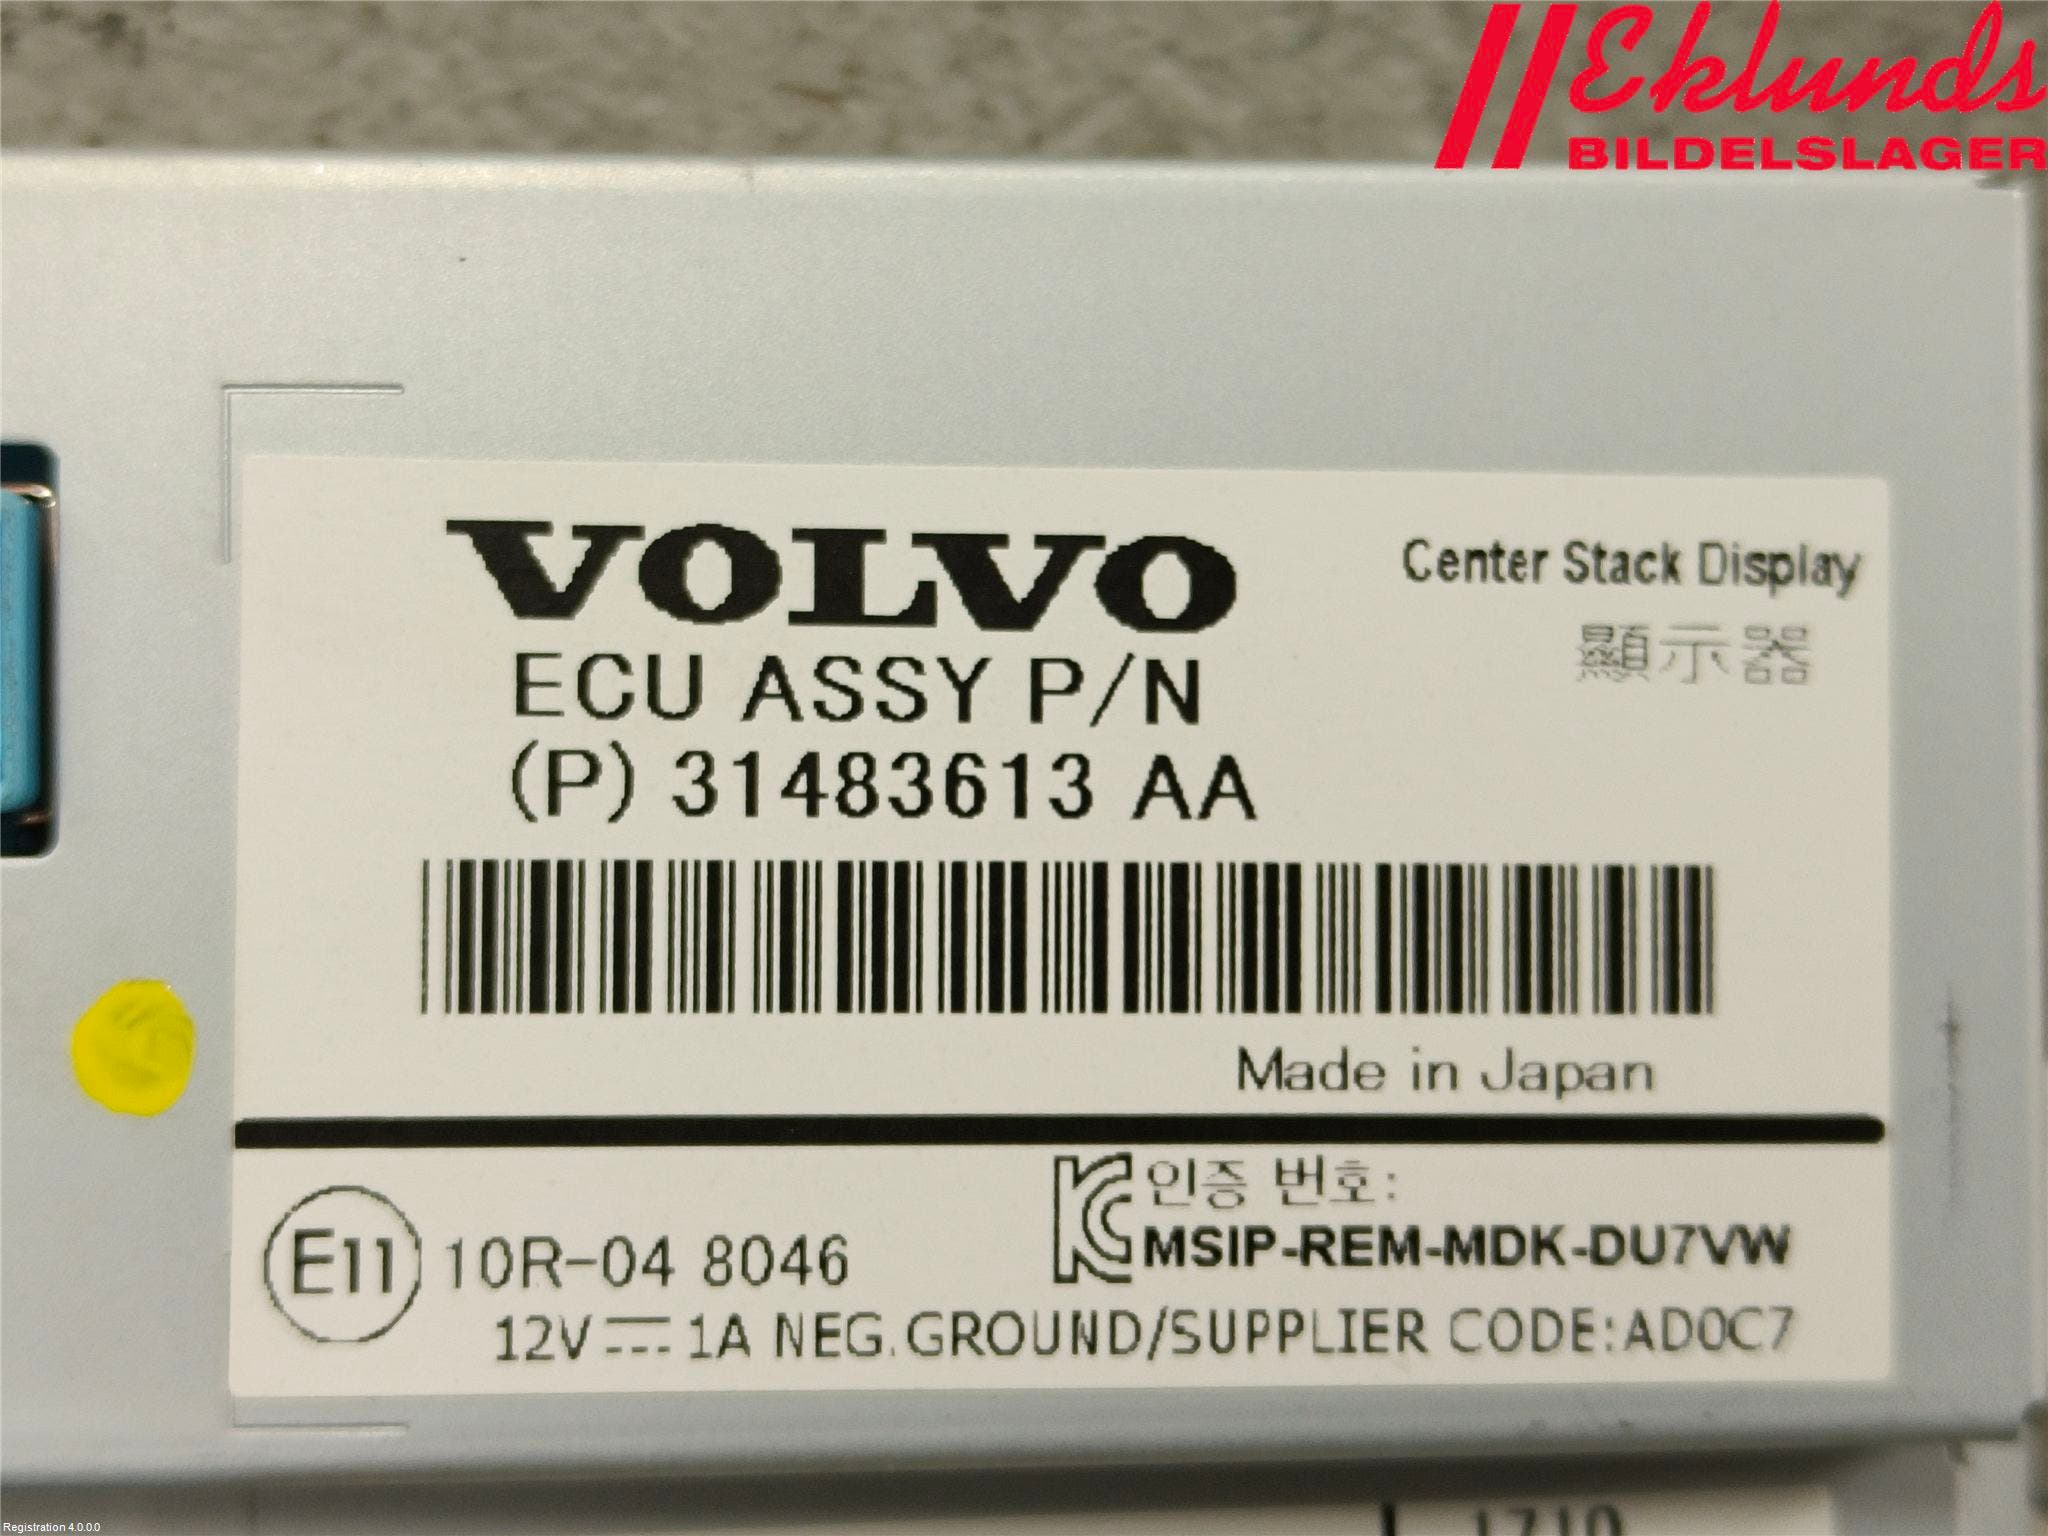 Eklunds
BILDELSLAGER
VOLVO
Center Stack Display
顯示器
ECU ASSY P/N
(P) 31483613 AA
Made in Japan
E11 10R-04 8046
인증 번호:
MSIP-REM-MDK-DU7VW
12V 1A NEG.GROUND/SUPPLIER CODE:AD0C7
Registration 4.0.0.0